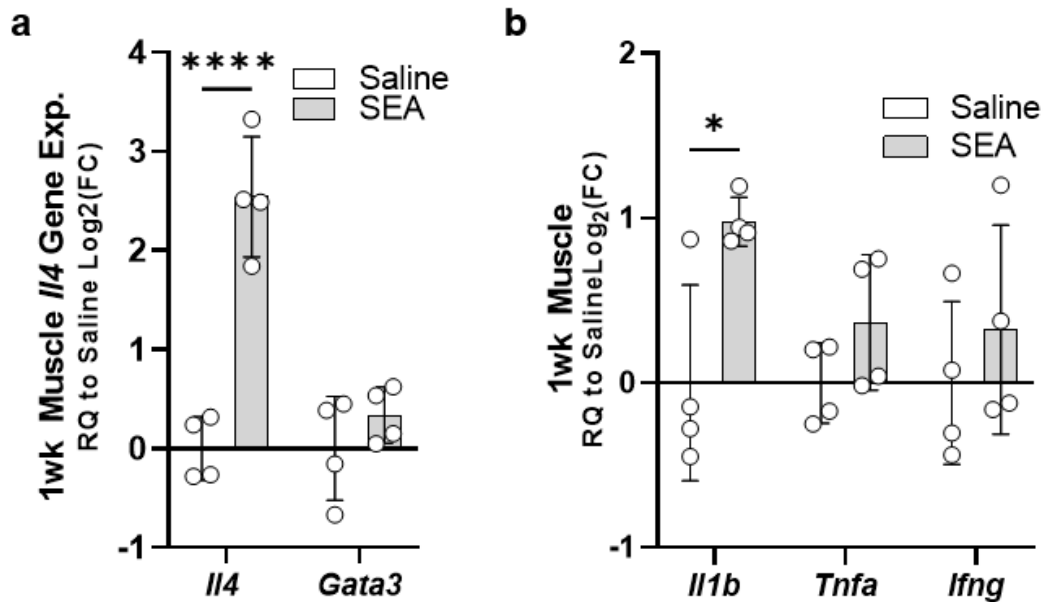 a
1wk Muscle Il4 Gene Exp.
RQ to Saline Log2(FC)
4
3
2
1
0
-1
****
Saline
SEA
Il4 Gata3
b
1wk Muscle
RQ to SalineLog₂(FC)
2
1
0
-1
*
Saline
SEA
Il1b Tnfa Ifng